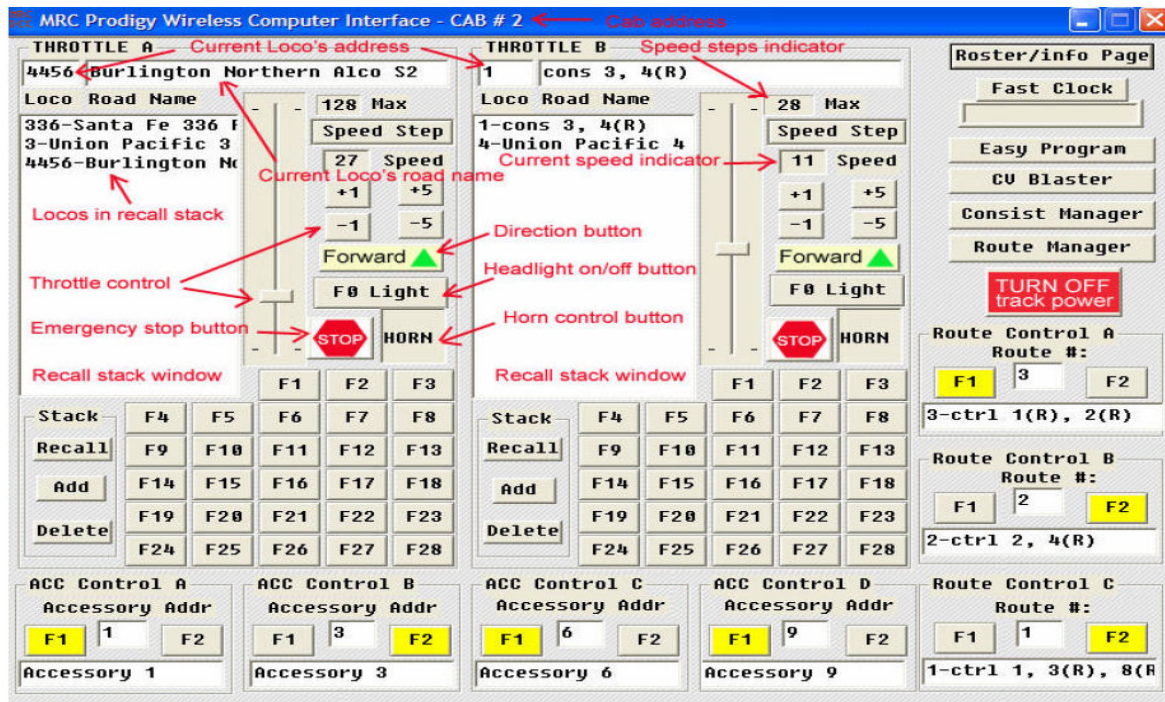 MRC Prodigy Wireless Computer Interface - CAB # 2
Cab address
THROTTLE A
Current Loco's address
4456
Burlington Northern Alco S2
Loco Road Name
128 Max
Speed Step
336-Santa Fe 336 F
3-Union Pacific 3
4456-Burlington No
27 Speed
Current Loco's road name
+1
+5
Locos in recall stack
-1
-5
Forward
Direction button
Throttle control
F0 Light
Headlight on/off button
Emergency stop button
STOP
HORN
Horn control button
Recall stack window
F1 F2 F3
Stack
F4 F5 F6 F7 F8
Recall
F9 F10 F11 F12 F13
Add
F14 F15 F16 F17 F18
Delete
F19 F20 F21 F22 F23
F24 F25 F26 F27 F28
THROTTLE B
Speed steps indicator
1
cons 3, 4(R)
Loco Road Name
28 Max
Speed Step
1-cons 3, 4(R)
4-Union Pacific 4
Current speed indicator
11 Speed
+1
+5
-1
-5
Forward
F0 Light
STOP
HORN
Recall stack window
F1 F2 F3
Stack
F4 F5 F6 F7 F8
Recall
F9 F10 F11 F12 F13
Add
F14 F15 F16 F17 F18
Delete
F19 F20 F21 F22 F23
F24 F25 F26 F27 F28
Roster/info Page
Fast Clock
Easy Program
CV Blaster
Consist Manager
Route Manager
TURN OFF
track power
Route Control A
Route #:
F1 3 F2
3-ctrl 1(R), 2(R)
Route Control B
Route #:
F1 2 F2
2-ctrl 2, 4(R)
ACC Control A
Accessory Addr
F1 1 F2
Accessory 1
ACC Control B
Accessory Addr
F1 3 F2
Accessory 3
ACC Control C
Accessory Addr
F1 6 F2
Accessory 6
ACC Control D
Accessory Addr
F1 9 F2
Accessory 9
Route Control C
Route #:
F1 1 F2
1-ctrl 1, 3(R), 8(R